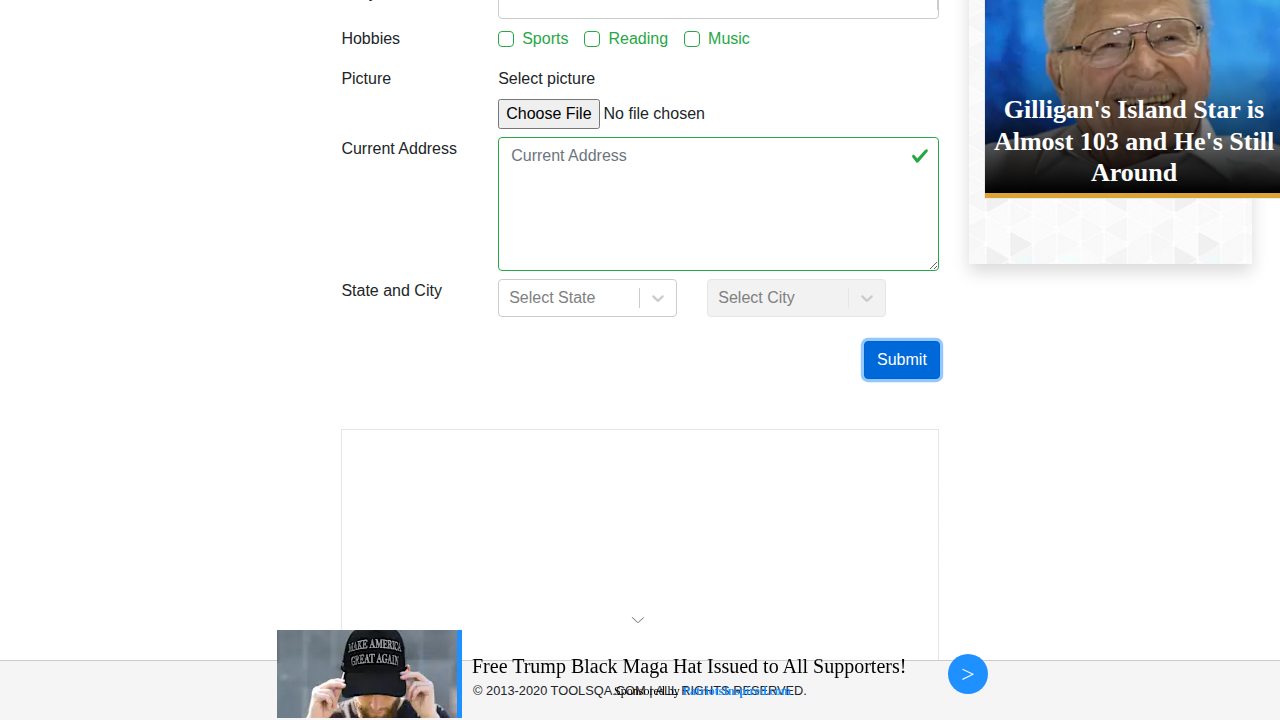 Hobbies
Sports
Reading
Music
Picture
Select picture
Choose File No file chosen
Current Address
Current Address
State and City
Select State
Select City
Submit
Gilligan's Island Star is
Almost 103 and He's Still
Around
MAKE AMERICA
GREAT AGAIN
Free Trump Black Maga Hat Issued to All Supporters!
>
© 2013-2020 TOOLSQA.COM | ALL RIGHTS RESERVED.
Sponsored by